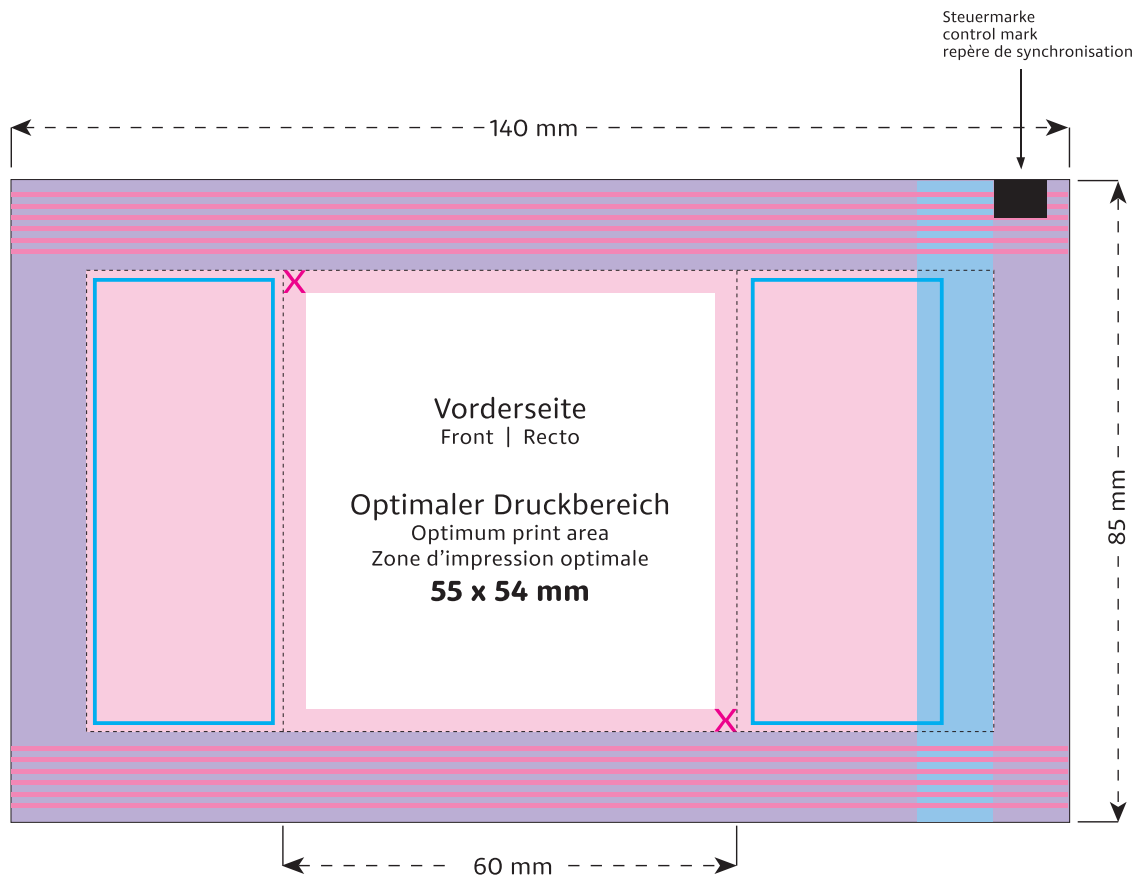 Steuermarke
control mark
repère de synchronisation
140 mm
X
Vorderseite
Front | Recto
Optimaler Druckbereich
Optimum print area
Zone d’impression optimale
55 x 54 mm
85 mm
X
60 mm